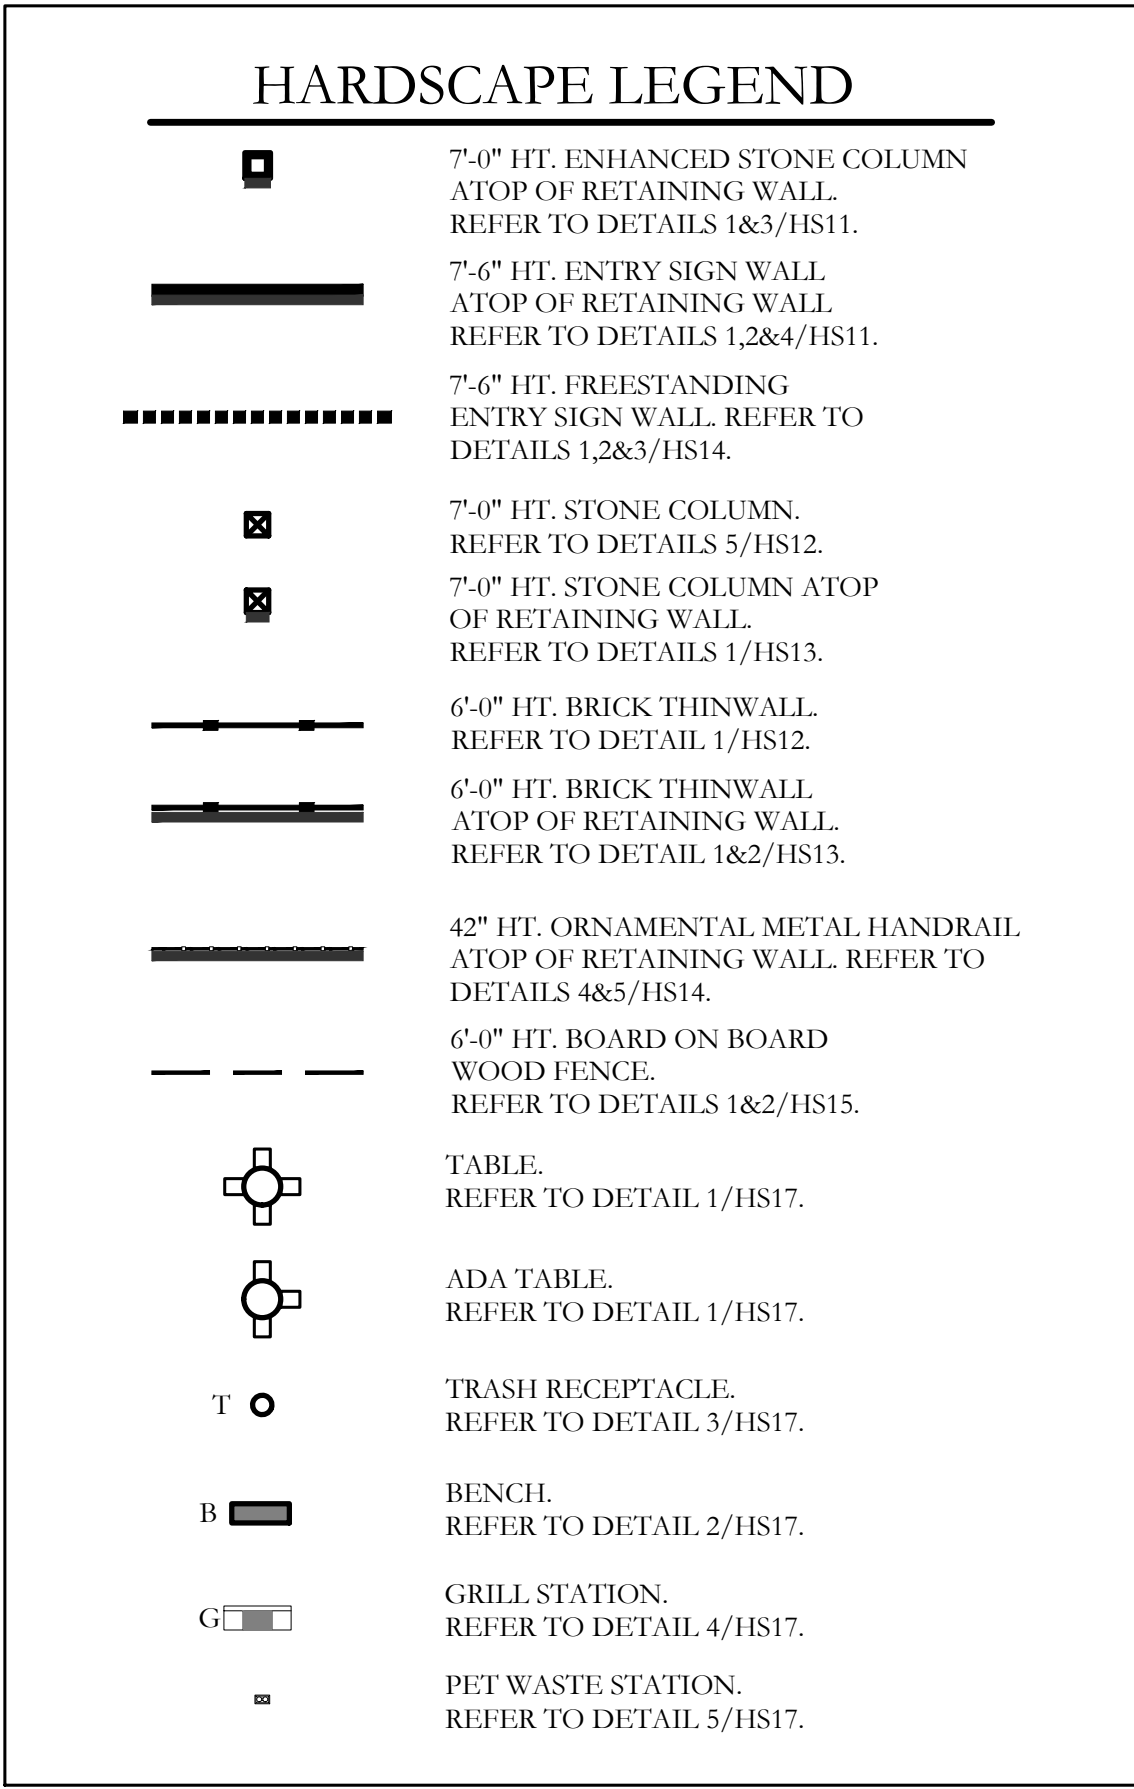 HARDSCAPE LEGEND
7'-0" HT. ENHANCED STONE COLUMN
ATOP OF RETAINING WALL.
REFER TO DETAILS 1&3/HS11.
7'-6" HT. ENTRY SIGN WALL
ATOP OF RETAINING WALL
REFER TO DETAILS 1,2&4/HS11.
7'-6" HT. FREESTANDING
ENTRY SIGN WALL. REFER TO
DETAILS 1,2&3/HS14.
7'-0" HT. STONE COLUMN.
REFER TO DETAILS 5/HS12.
7'-0" HT. STONE COLUMN ATOP
OF RETAINING WALL.
REFER TO DETAILS 1/HS13.
6'-0" HT. BRICK THINWALL.
REFER TO DETAIL 1/HS12.
6'-0" HT. BRICK THINWALL
ATOP OF RETAINING WALL.
REFER TO DETAIL 1&2/HS13.
42" HT. ORNAMENTAL METAL HANDRAIL
ATOP OF RETAINING WALL. REFER TO
DETAILS 4&5/HS14.
6'-0" HT. BOARD ON BOARD
WOOD FENCE.
REFER TO DETAILS 1&2/HS15.
TABLE.
REFER TO DETAIL 1/HS17.
ADA TABLE.
REFER TO DETAIL 1/HS17.
T
TRASH RECEPTACLE.
REFER TO DETAIL 3/HS17.
B
BENCH.
REFER TO DETAIL 2/HS17.
G
GRILL STATION.
REFER TO DETAIL 4/HS17.
PET WASTE STATION.
REFER TO DETAIL 5/HS17.